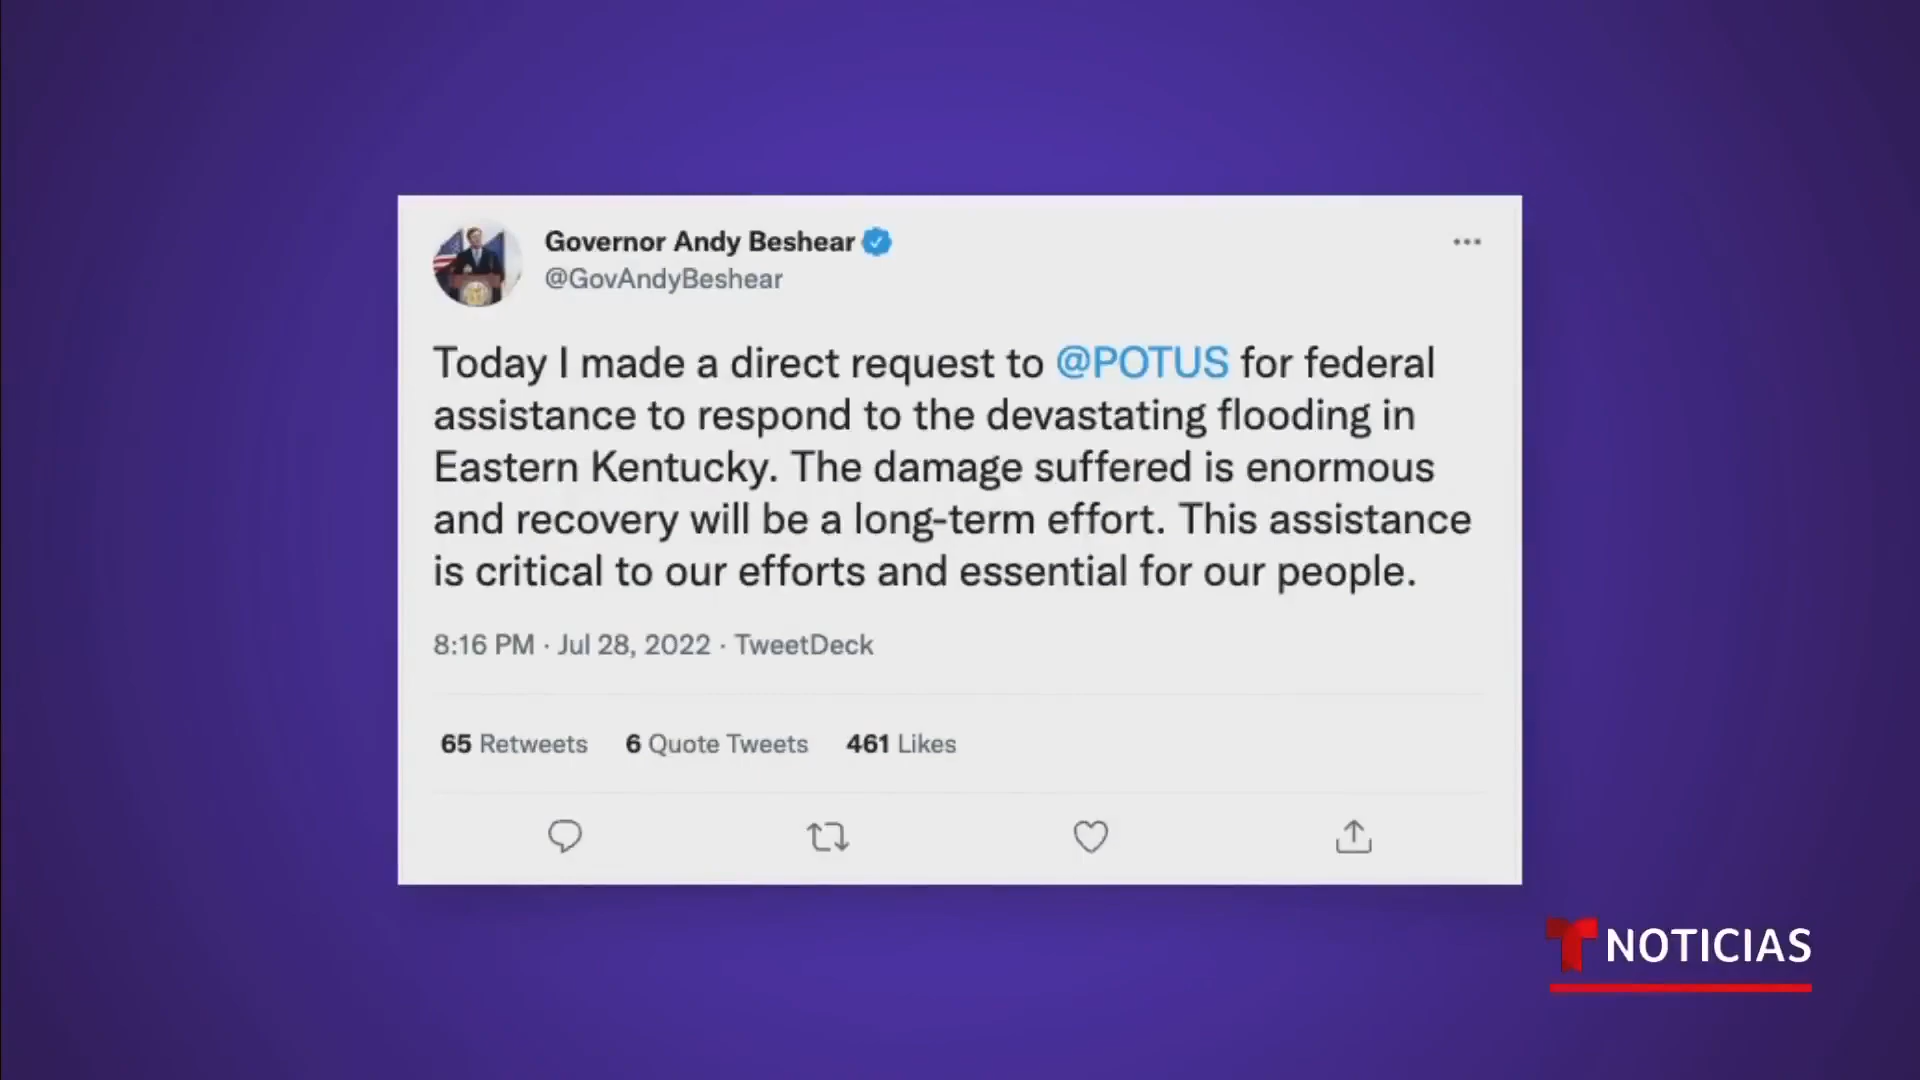 Governor Andy Beshear
@GovAndyBeshear
Today I made a direct request to @POTUS for federal
assistance to respond to the devastating flooding in
Eastern Kentucky. The damage suffered is enormous
and recovery will be a long-term effort. This assistance
is critical to our efforts and essential for our people.
8:16 PM · Jul 28, 2022 · TweetDeck
65 Retweets 6 Quote Tweets 461 Likes
T NOTICIAS